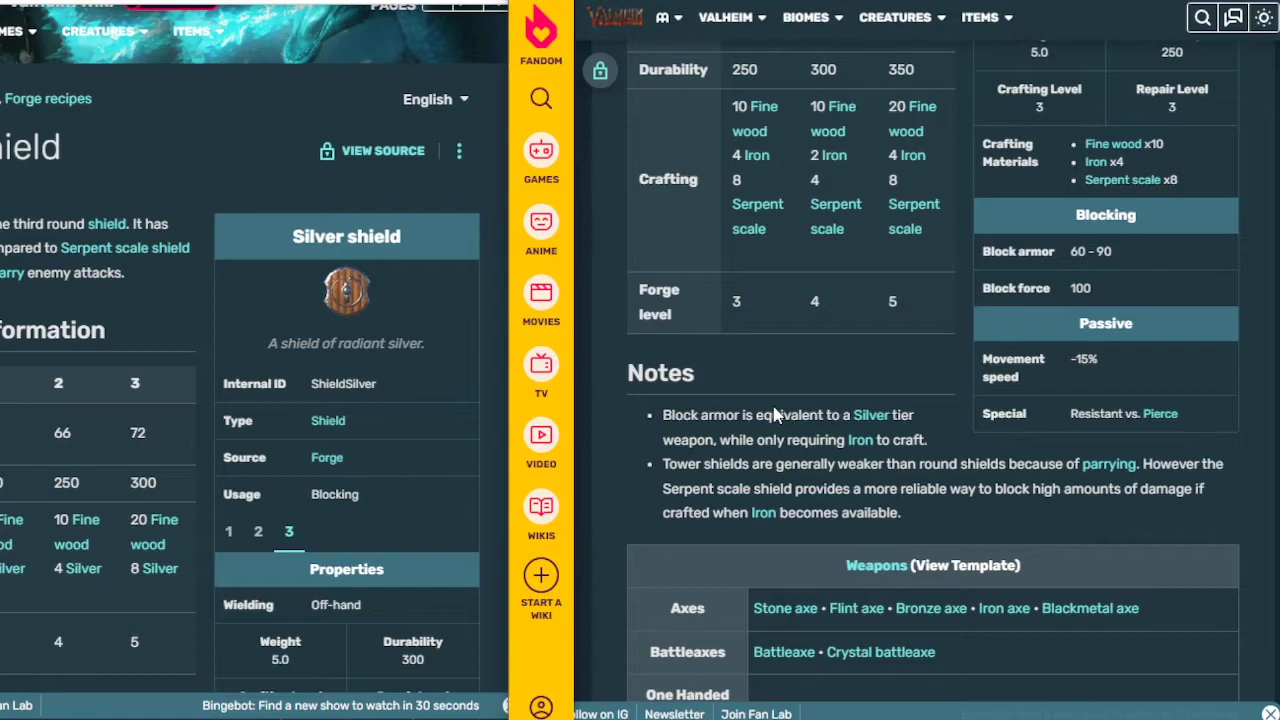 PAGES
MES
CREATURES
ITEMS
, Forge recipes
English
ield
VIEW SOURCE
ne third round shield. It has
mpared to Serpent scale shield
arry enemy attacks.
formation
2 3
66 72
250 300
Fine 10 Fine 20 Fine
od wood wood
ilver 4 Silver 8 Silver
4 5
Silver shield
A shield of radiant silver.
Internal ID ShieldSilver
Type Shield
Source Forge
Usage Blocking
1 2 3
Properties
Wielding Off-hand
Weight Durability
5.0 300
an Lab
Bingebot: Find a new show to watch in 30 seconds
FANDOM
GAMES
ANIME
MOVIES
TV
VIDEO
WIKIS
START A
WIKI
VALHEIM
VALHEIM BIOMES CREATURES ITEMS
Durability 250 300 350
Crafting
10 Fine 10 Fine 20 Fine
wood wood wood
4 Iron 2 Iron 4 Iron
8 4 8
Serpent Serpent Serpent
scale scale scale
Forge
level
3 4 5
5.0 250
Crafting Level Repair Level
3 3
Crafting
Materials
• Fine wood x10
• Iron x4
• Serpent scale x8
Blocking
Block armor 60 - 90
Block force 100
Passive
Movement
speed
-15%
Special Resistant vs. Pierce
Notes
• Block armor is equivalent to a Silver tier
weapon, while only requiring Iron to craft.
• Tower shields are generally weaker than round shields because of parrying. However the
Serpent scale shield provides a more reliable way to block high amounts of damage if
crafted when Iron becomes available.
Weapons (View Template)
Axes Stone axe • Flint axe • Bronze axe • Iron axe • Blackmetal axe
Battleaxes Battleaxe • Crystal battleaxe
One Handed
ollow on IG Newsletter Join Fan Lab